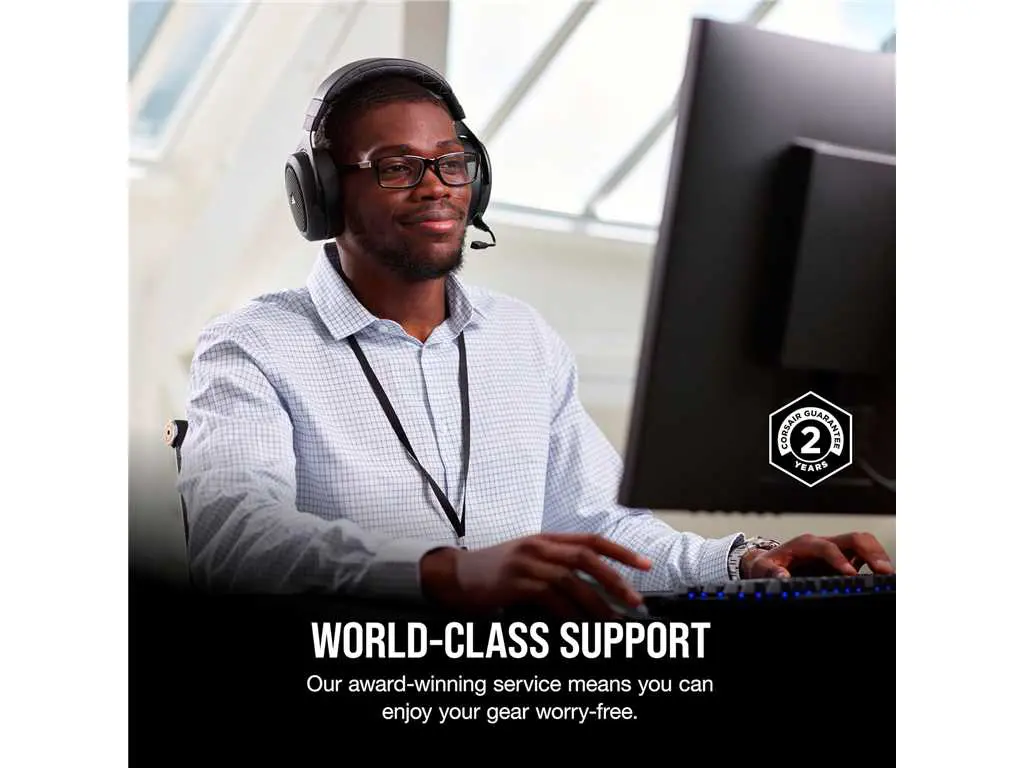 CORSAIR GUARANTEE
2
YEARS
WORLD-CLASS SUPPORT
Our award-winning service means you can
enjoy your gear worry-free.